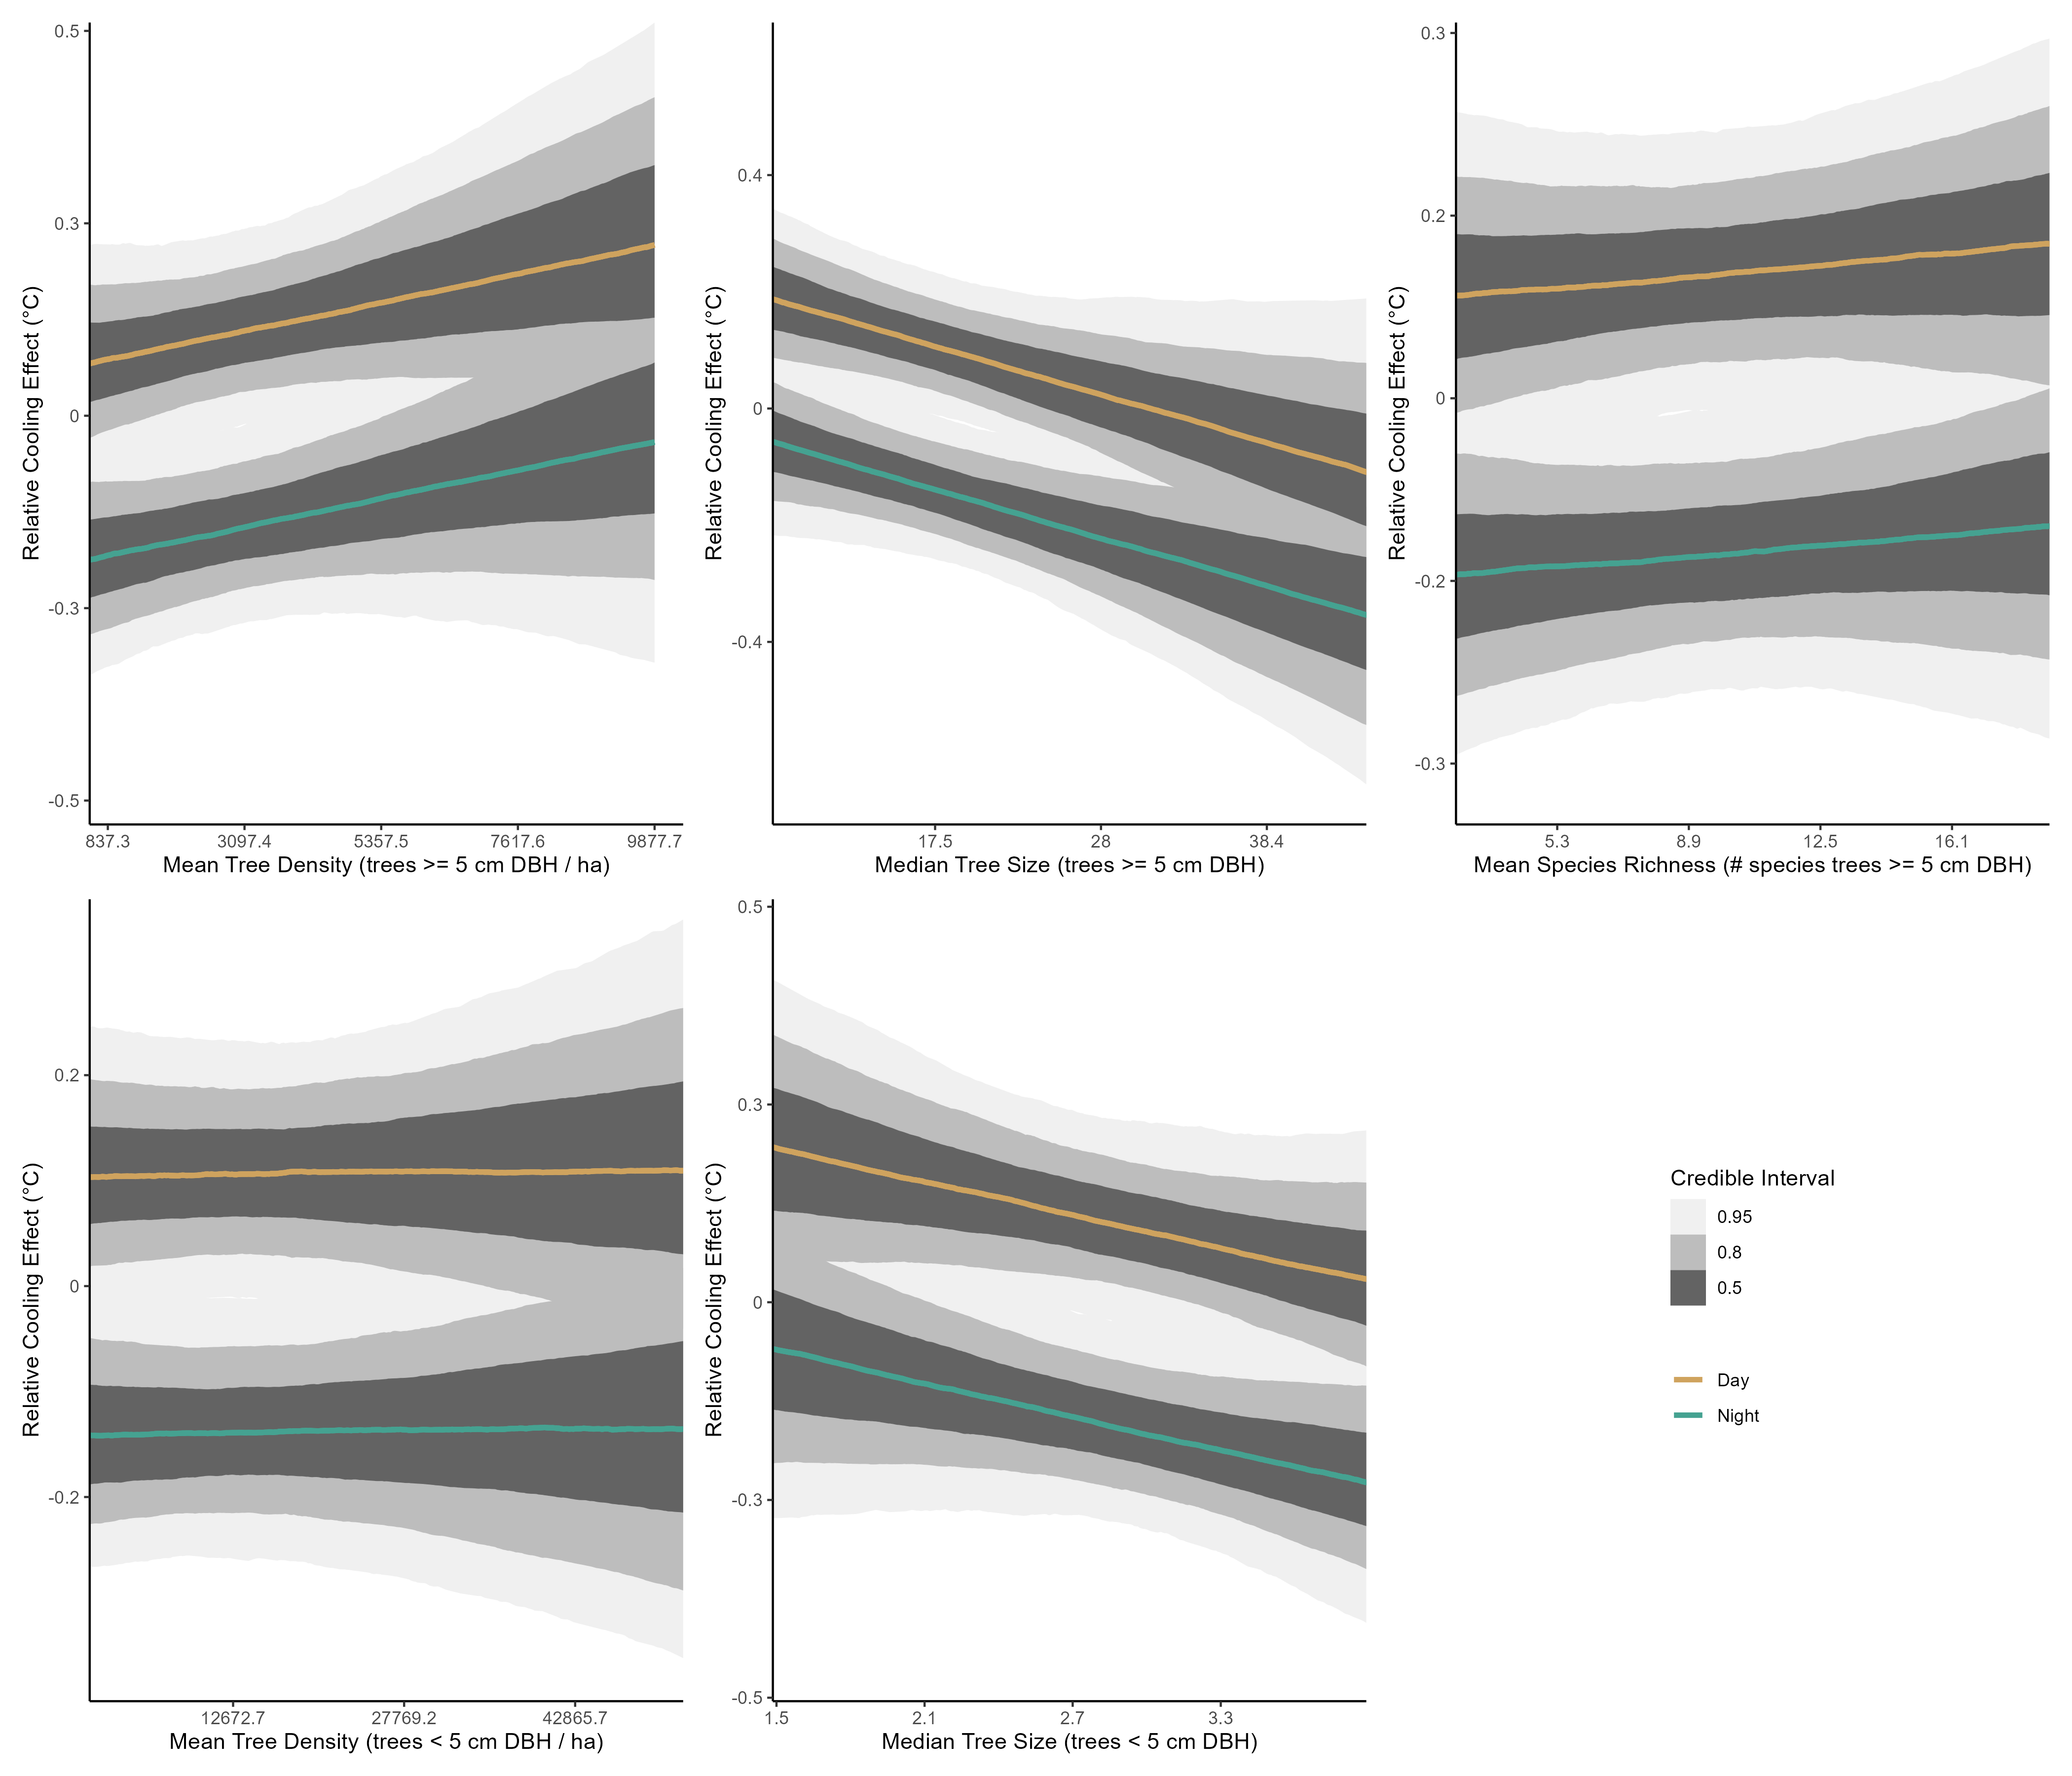 Relative Cooling Effect (°C)
0.5
0.3
0
-0.3
-0.5
837.3 3097.4 5357.5 7617.6 9877.7
Mean Tree Density (trees >= 5 cm DBH / ha)
Relative Cooling Effect (°C)
0.4
0
-0.4
17.5 28 38.4
Median Tree Size (trees >= 5 cm DBH)
Relative Cooling Effect (°C)
0.3
0.2
0
-0.2
-0.3
5.3 8.9 12.5 16.1
Mean Species Richness (# species trees >= 5 cm DBH)
Relative Cooling Effect (°C)
0.2
0
-0.2
12672.7 27769.2 42865.7
Mean Tree Density (trees < 5 cm DBH / ha)
Relative Cooling Effect (°C)
0.5
0.3
0
-0.3
-0.5
1.5 2.1 2.7 3.3
Median Tree Size (trees < 5 cm DBH)
Credible Interval
0.95
0.8
0.5
Day
Night